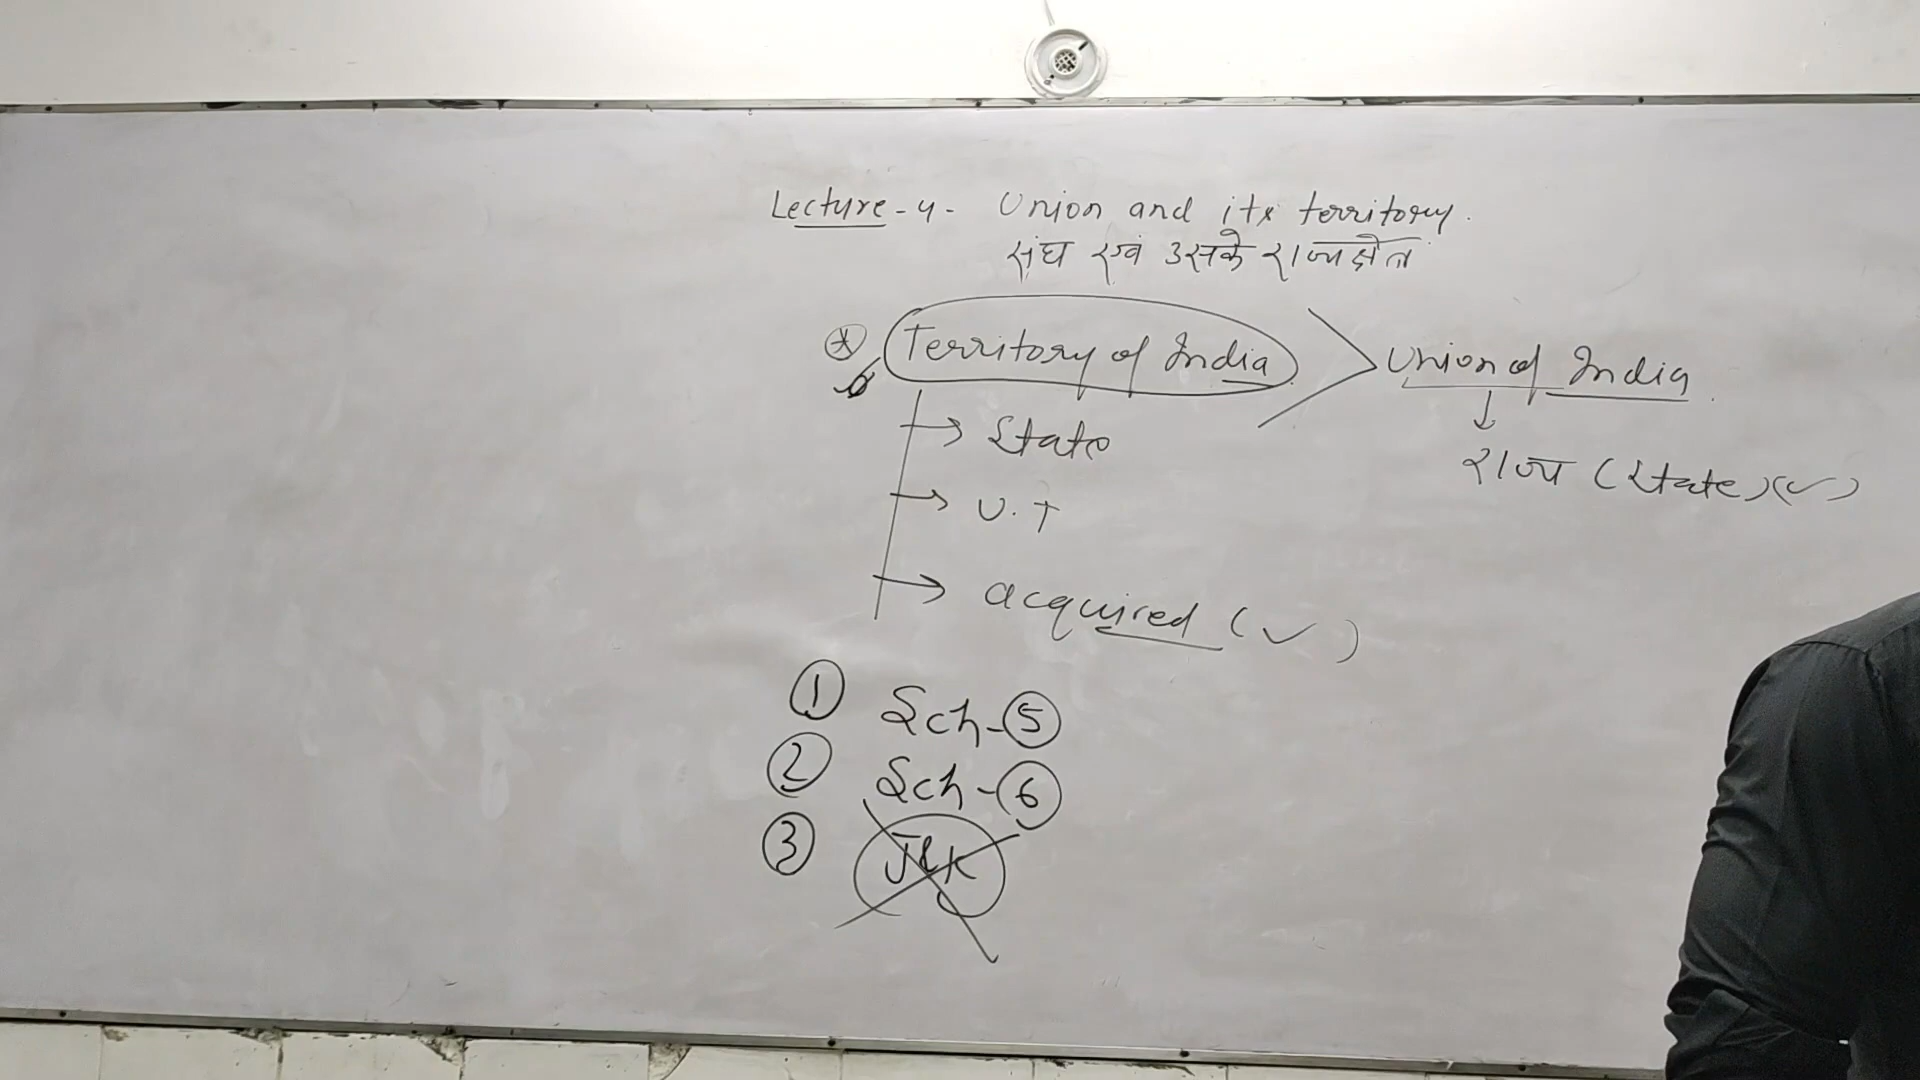 Lecture-4- Union and its territory.
संघ एवं उसके राज्यक्षेत्र
Territory of India > Union of India
→ State
↓
राज्य (State) (✓)
→ U.T
→ acquired (✓)
① Sch-⑤
② Sch-⑥
③ J&K